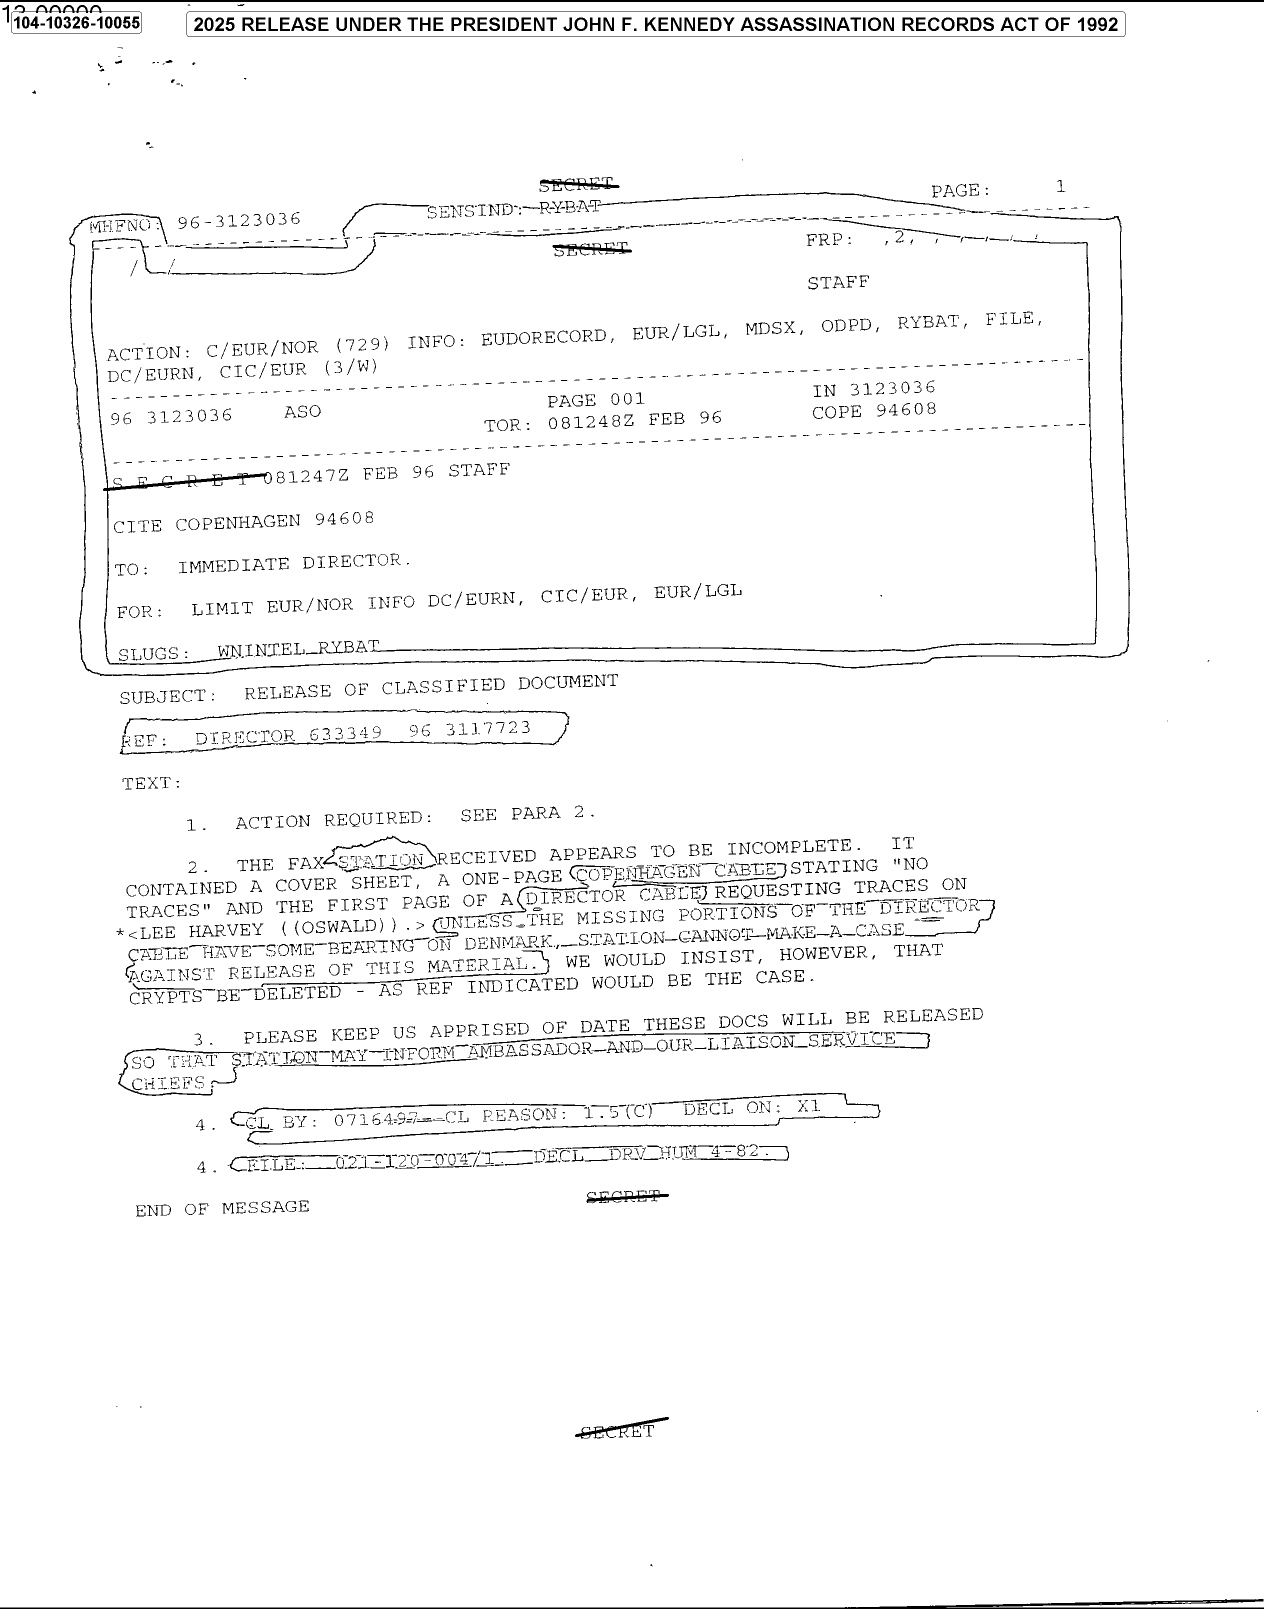 104-10326-10055
2025 RELEASE UNDER THE PRESIDENT JOHN F. KENNEDY ASSASSINATION RECORDS ACT OF 1992
SECRET
PAGE: 1
MHFNO: 96-3123036 SENSIND: RYBAT
SECRET
FRP: ,2, , , , , ,
/ /
STAFF
ACTION: C/EUR/NOR (729) INFO: EUDORECORD, EUR/LGL, MDSX, ODPD, RYBAT, FILE,
DC/EURN, CIC/EUR (3/W)
96 3123036 ASO PAGE 001 IN 3123036
TOR: 081248Z FEB 96 COPE 94608
S E C R E T 081247Z FEB 96 STAFF
CITE COPENHAGEN 94608
TO: IMMEDIATE DIRECTOR.
FOR: LIMIT EUR/NOR INFO DC/EURN, CIC/EUR, EUR/LGL
SLUGS: WNINTEL RYBAT
SUBJECT: RELEASE OF CLASSIFIED DOCUMENT
REF: DIRECTOR 633349 96 3117723
TEXT:
1. ACTION REQUIRED: SEE PARA 2.
2. THE FAX STATION RECEIVED APPEARS TO BE INCOMPLETE. IT
CONTAINED A COVER SHEET, A ONE-PAGE COPENHAGEN CABLE STATING "NO
TRACES" AND THE FIRST PAGE OF A DIRECTOR CABLE REQUESTING TRACES ON
*<LEE HARVEY ((OSWALD)).> UNLESS THE MISSING PORTIONS OF THE DIRECTOR
CABLE HAVE SOME BEARING ON DENMARK, STATION CANNOT MAKE A CASE
AGAINST RELEASE OF THIS MATERIAL. WE WOULD INSIST, HOWEVER, THAT
CRYPTS BE DELETED - AS REF INDICATED WOULD BE THE CASE.
3. PLEASE KEEP US APPRISED OF DATE THESE DOCS WILL BE RELEASED
SO THAT STATION MAY INFORM AMBASSADOR AND OUR LIAISON SERVICE
CHIEFS.
4. CL BY: 0716497 CL REASON: 1.5(C) DECL ON: X1
4. FILE: 021-120-004/1. DECL DRV HUM 4-82.
END OF MESSAGE
SECRET
SECRET